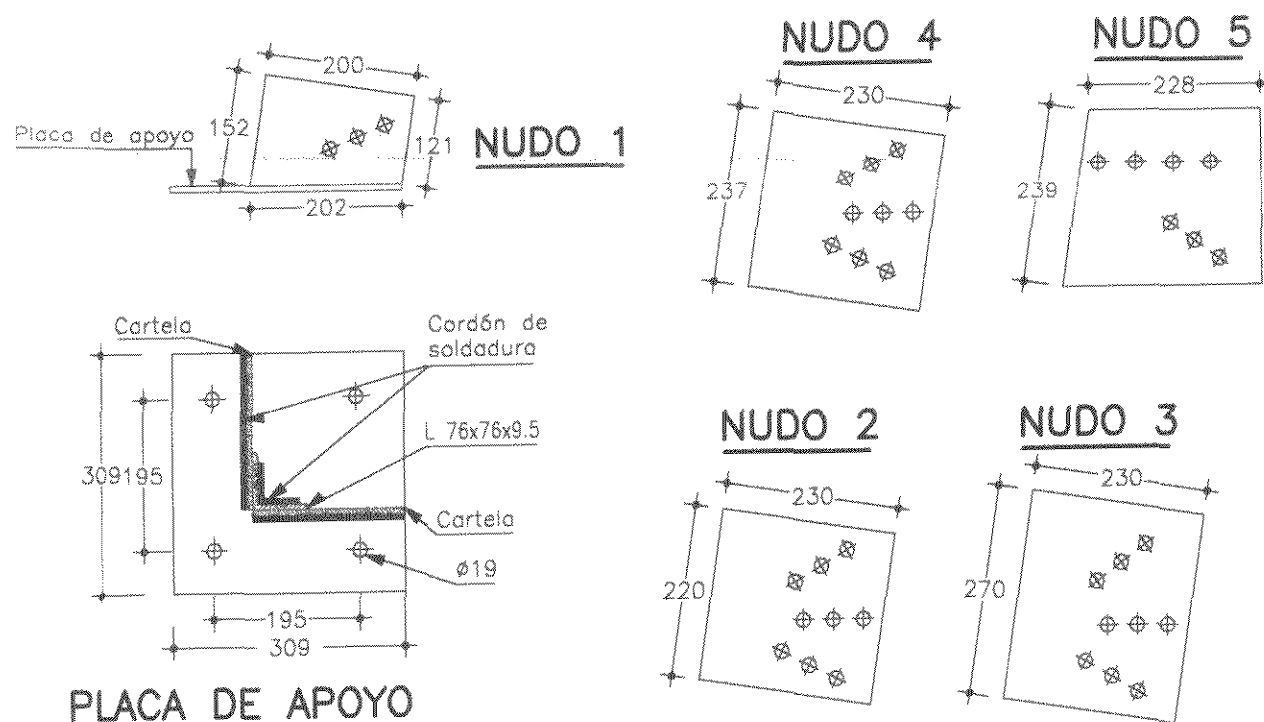 NUDO 1
200
152
121
202
Placa de apoyo
NUDO 4
230
237
NUDO 5
228
239
Cartela
Cordón de
soldadura
L 76x76x9.5
Cartela
ø19
309
195
195
309
PLACA DE APOYO
NUDO 2
230
220
NUDO 3
230
270